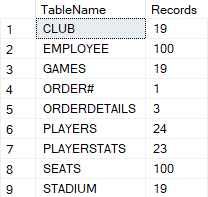 TableName Records
1 CLUB 19
2 EMPLOYEE 100
3 GAMES 19
4 ORDER# 1
5 ORDERDETAILS 3
6 PLAYERS 24
7 PLAYERSTATS 23
8 SEATS 100
9 STADIUM 19